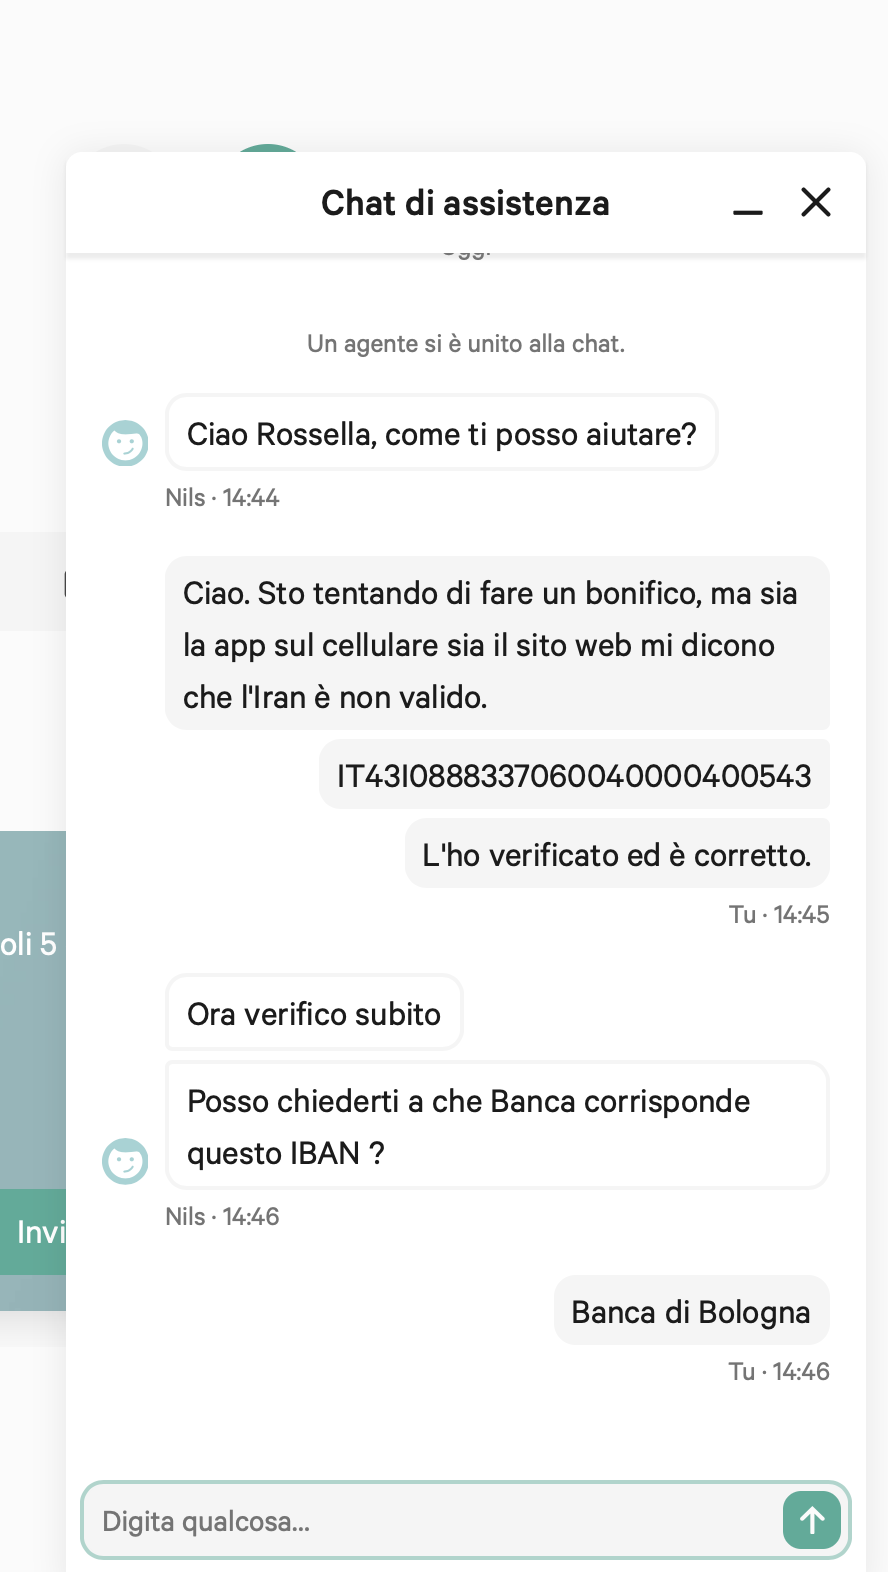 Chat di assistenza
Oggi
Un agente si è unito alla chat.
Ciao Rossella, come ti posso aiutare?
Nils · 14:44
Ciao. Sto tentando di fare un bonifico, ma sia
la app sul cellulare sia il sito web mi dicono
che l'Iran è non valido.
IT43I0888337060040000400543
L'ho verificato ed è corretto.
Tu · 14:45
oli 5
Ora verifico subito
Posso chiederti a che Banca corrisponde
questo IBAN ?
Nils · 14:46
Invi
Banca di Bologna
Tu · 14:46
Digita qualcosa...